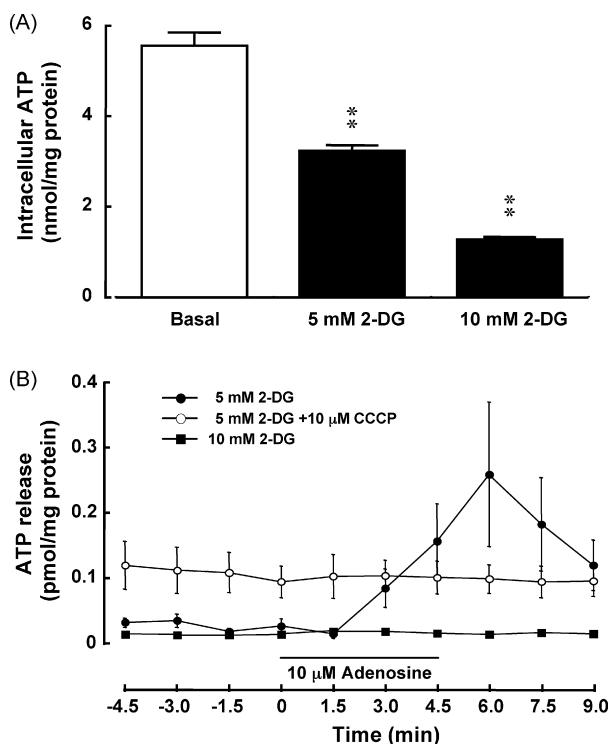 (A)
Intracellular ATP
(nmol/mg protein)
6
4
2
0
**
**
Basal
5 mM 2-DG
10 mM 2-DG
(B)
ATP release
(pmol/mg protein)
0.4
0.3
0.2
0.1
0
5 mM 2-DG
5 mM 2-DG +10 μM CCCP
10 mM 2-DG
10 μM Adenosine
-4.5 -3.0 -1.5 0 1.5 3.0 4.5 6.0 7.5 9.0
Time (min)